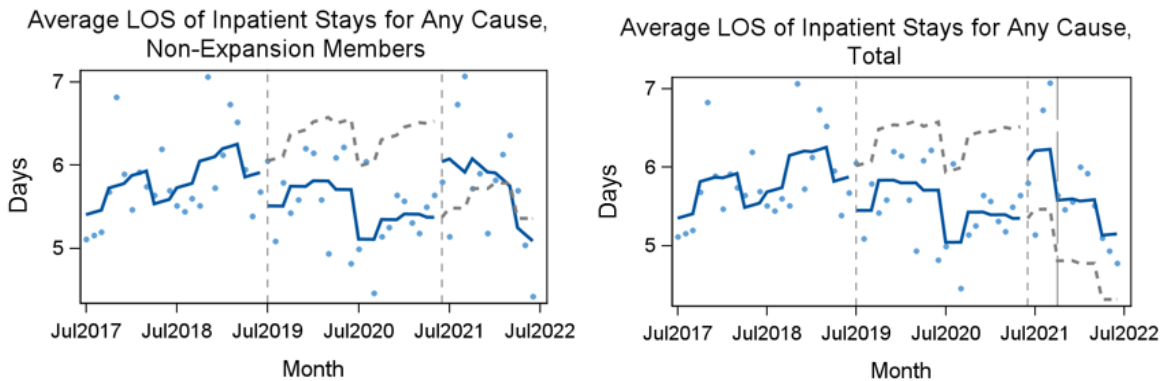 Average LOS of Inpatient Stays for Any Cause,
Non-Expansion Members
7
6
5
Days
Jul2017 Jul2018 Jul2019 Jul2020 Jul2021 Jul2022
Month
Average LOS of Inpatient Stays for Any Cause,
Total
7
6
5
Days
Jul2017 Jul2018 Jul2019 Jul2020 Jul2021 Jul2022
Month